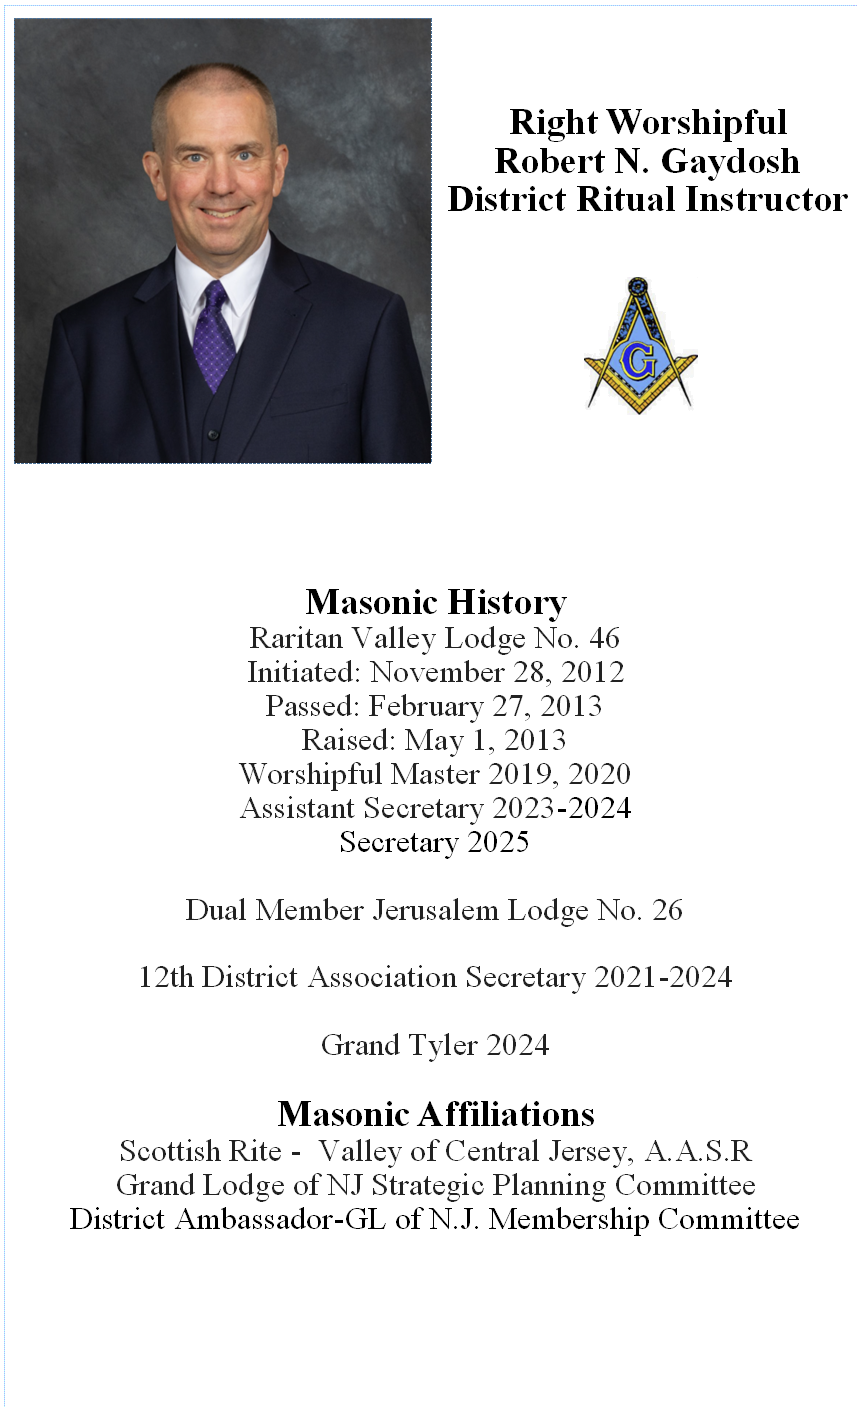 Right Worshipful
Robert N. Gaydosh
District Ritual Instructor
G
Masonic History
Raritan Valley Lodge No. 46
Initiated: November 28, 2012
Passed: February 27, 2013
Raised: May 1, 2013
Worshipful Master 2019, 2020
Assistant Secretary 2023-2024
Secretary 2025
Dual Member Jerusalem Lodge No. 26
12th District Association Secretary 2021-2024
Grand Tyler 2024
Masonic Affiliations
Scottish Rite -  Valley of Central Jersey, A.A.S.R
Grand Lodge of NJ Strategic Planning Committee
District Ambassador-GL of N.J. Membership Committee